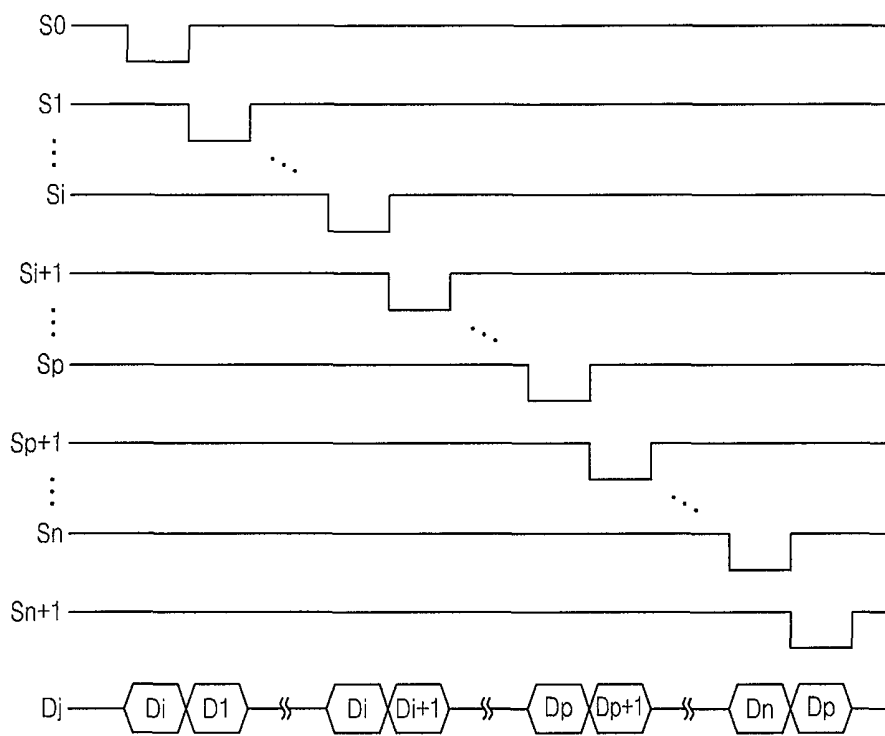 S0
S1
Si
Si+1
Sp
Sp+1
Sn
Sn+1
Dj Di D1 Di Di+1 Dp Dp+1 Dn Dp